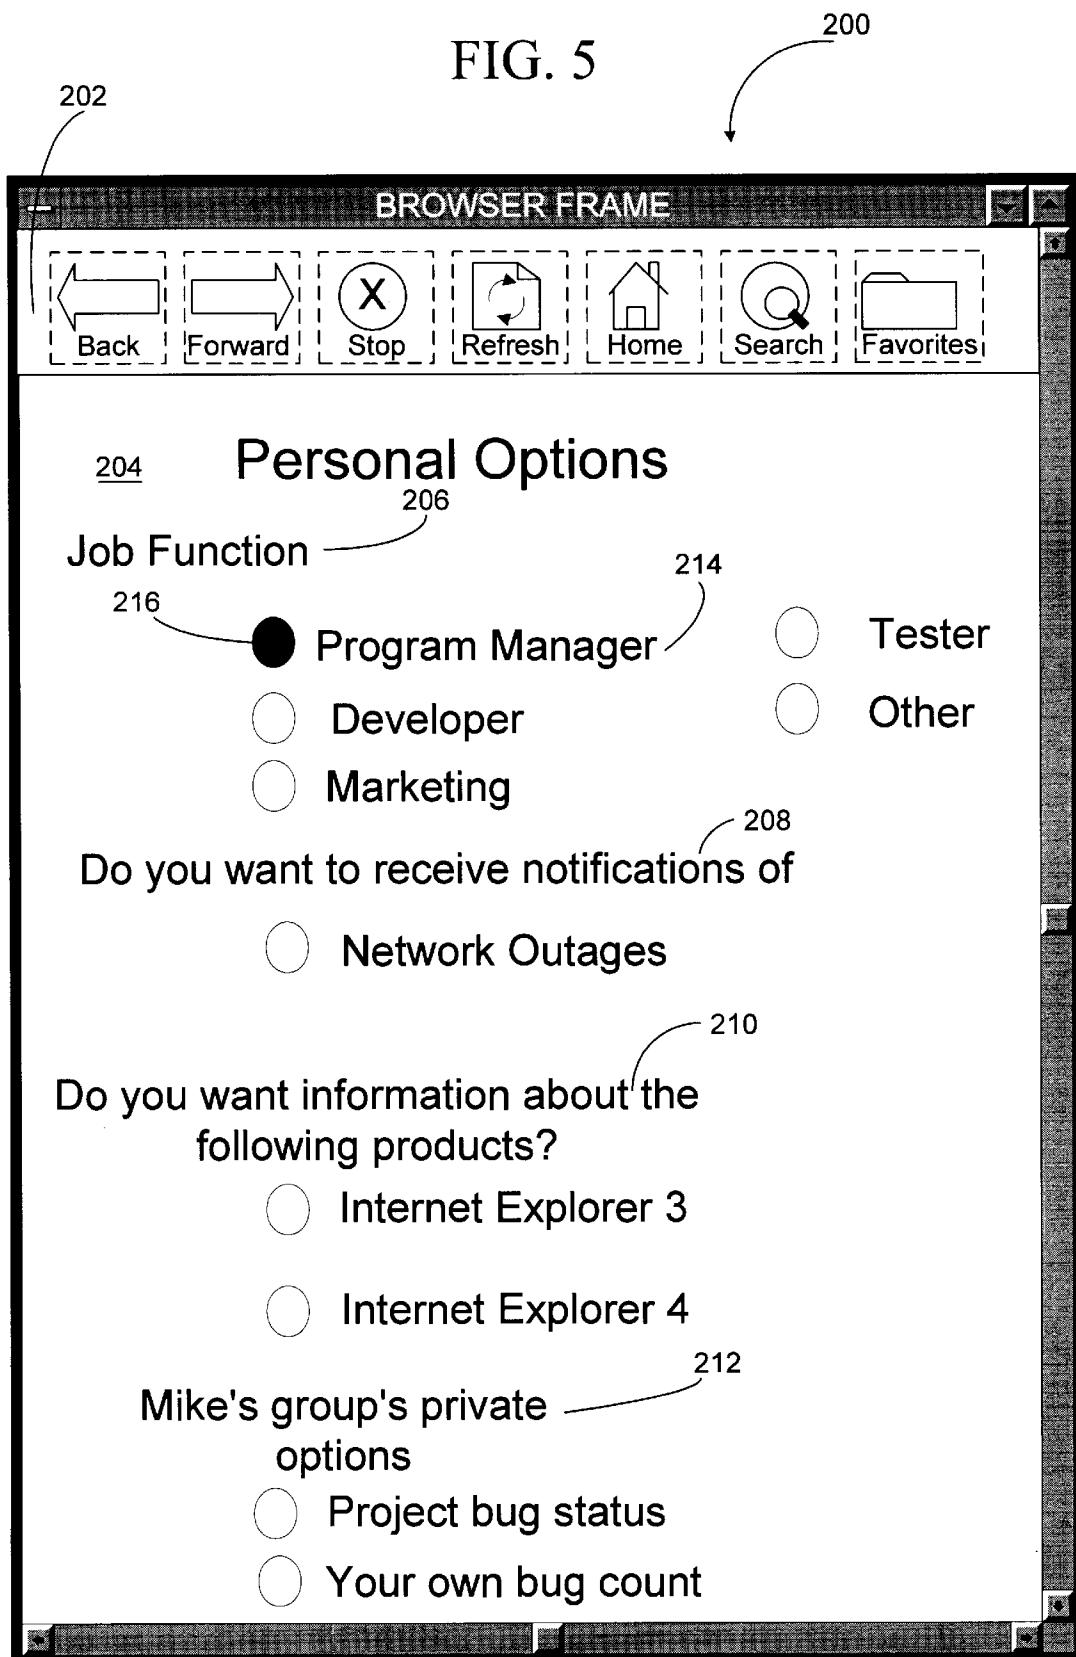 FIG. 5
200
202
BROWSER FRAME
Back Forward Stop Refresh Home Search Favorites
X
204 Personal Options
206
Job Function
214
216
Program Manager Tester
Developer Other
Marketing
208
Do you want to receive notifications of
Network Outages
210
Do you want information about the
following products?
Internet Explorer 3
Internet Explorer 4
212
Mike's group's private
options
Project bug status
Your own bug count